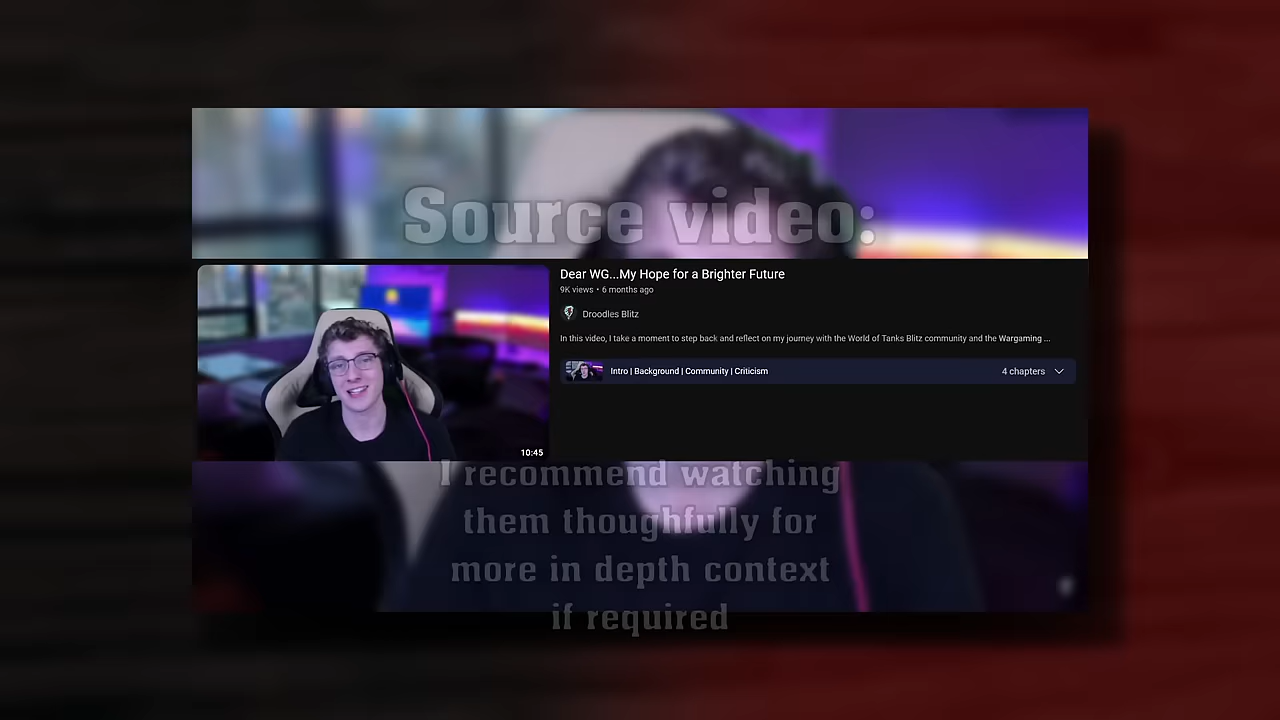 Source video:
Dear WG...My Hope for a Brighter Future
9K views • 6 months ago
Droodles Blitz
In this video, I take a moment to step back and reflect on my journey with the World of Tanks Blitz community and the Wargaming ...
Intro | Background | Community | Criticism
4 chapters
10:45
I recommend watching
them thoughfully for
more in depth context
if required